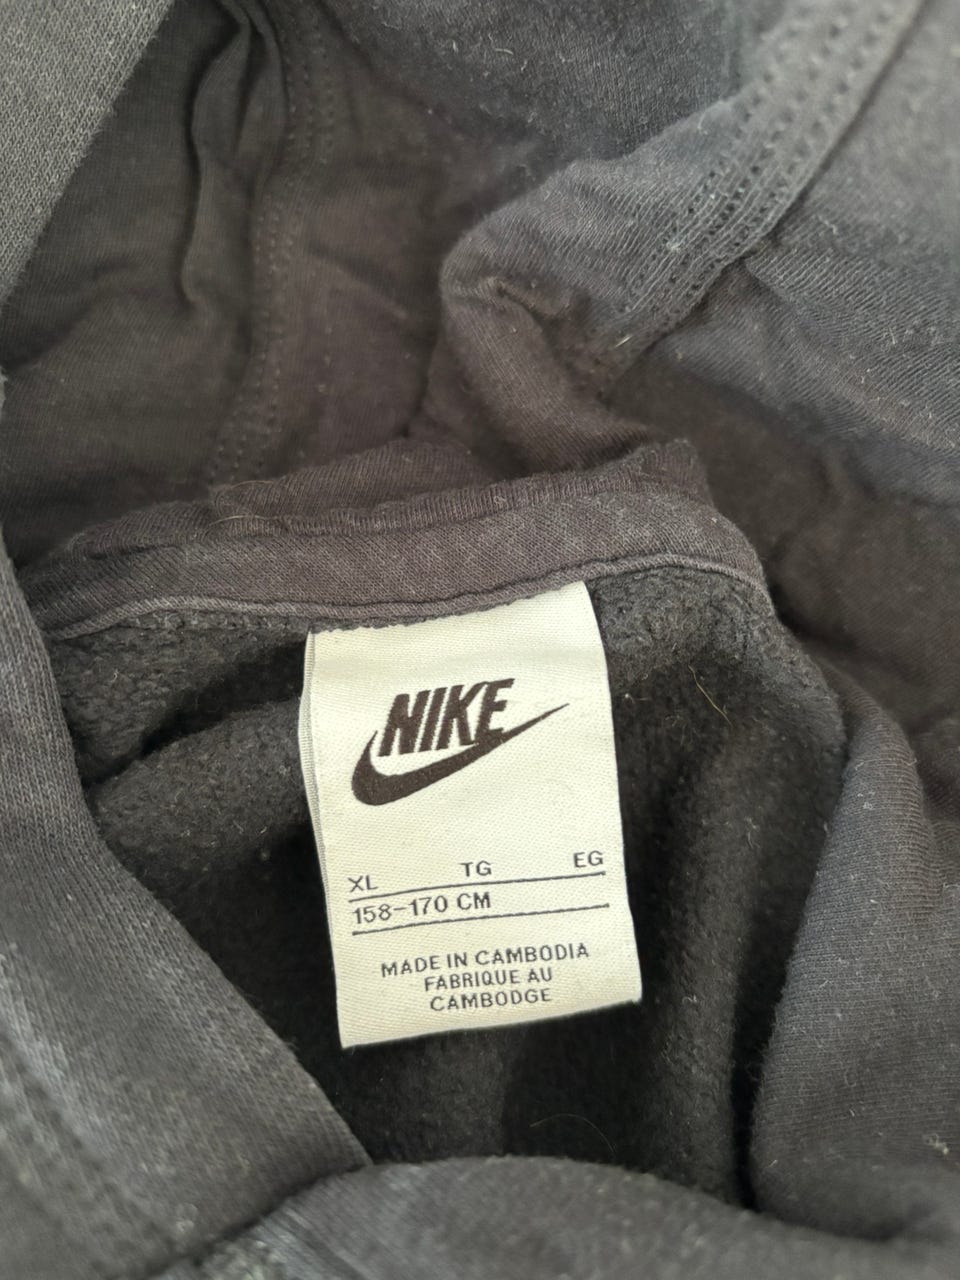 NIKE
XL TG EG
158-170 CM
MADE IN CAMBODIA
FABRIQUE AU
CAMBODGE